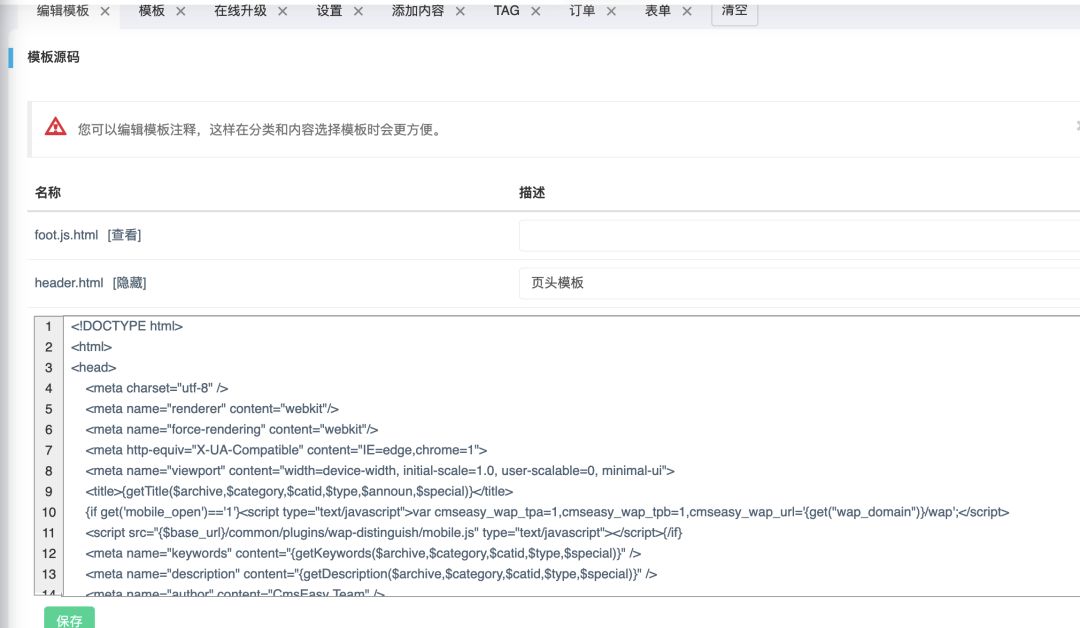 编辑模板 × 模板 × 在线升级 × 设置 × 添加内容 × TAG × 订单 × 表单 × 清空
模板源码
您可以编辑模板注释，这样在分类和内容选择模板时会更方便。
名称 描述
foot.js.html [查看]
header.html [隐藏] 页头模板
1 <!DOCTYPE html>
2 <html>
3 <head>
4 <meta charset="utf-8" />
5 <meta name="renderer" content="webkit"/>
6 <meta name="force-rendering" content="webkit"/>
7 <meta http-equiv="X-UA-Compatible" content="IE=edge,chrome=1">
8 <meta name="viewport" content="width=device-width, initial-scale=1.0, user-scalable=0, minimal-ui">
9 <title>{getTitle($archive,$category,$catid,$type,$announ,$special)}</title>
10 {if get('mobile_open')=='1'}<script type="text/javascript">var cmseasy_wap_tpa=1,cmseasy_wap_tpb=1,cmseasy_wap_url='{get("wap_domain")}/wap';</script>
11 <script src="{$base_url}/common/plugins/wap-distinguish/mobile.js" type="text/javascript"></script>{/if}
12 <meta name="keywords" content="{getKeywords($archive,$category,$catid,$type,$special)}" />
13 <meta name="description" content="{getDescription($archive,$category,$catid,$type,$special)}" />
14 <meta name="author" content="CmsEasy Team" />
保存